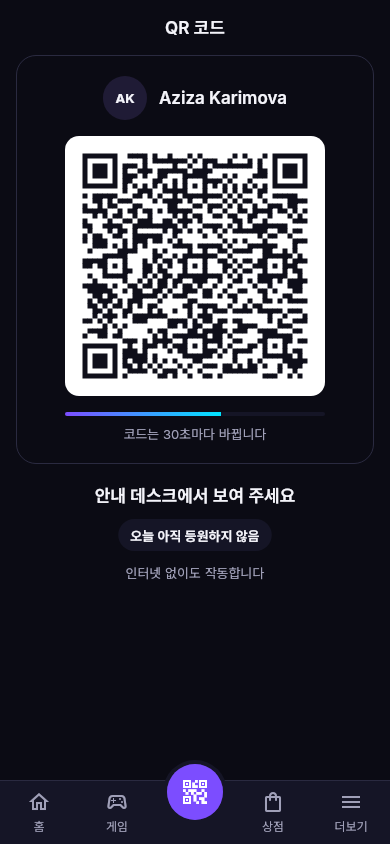 QR 코드
AK
Aziza Karimova
코드는 30초마다 바뀝니다
안내 데스크에서 보여 주세요
오늘 아직 등원하지 않음
인터넷 없이도 작동합니다
홈
게임
상점
더보기